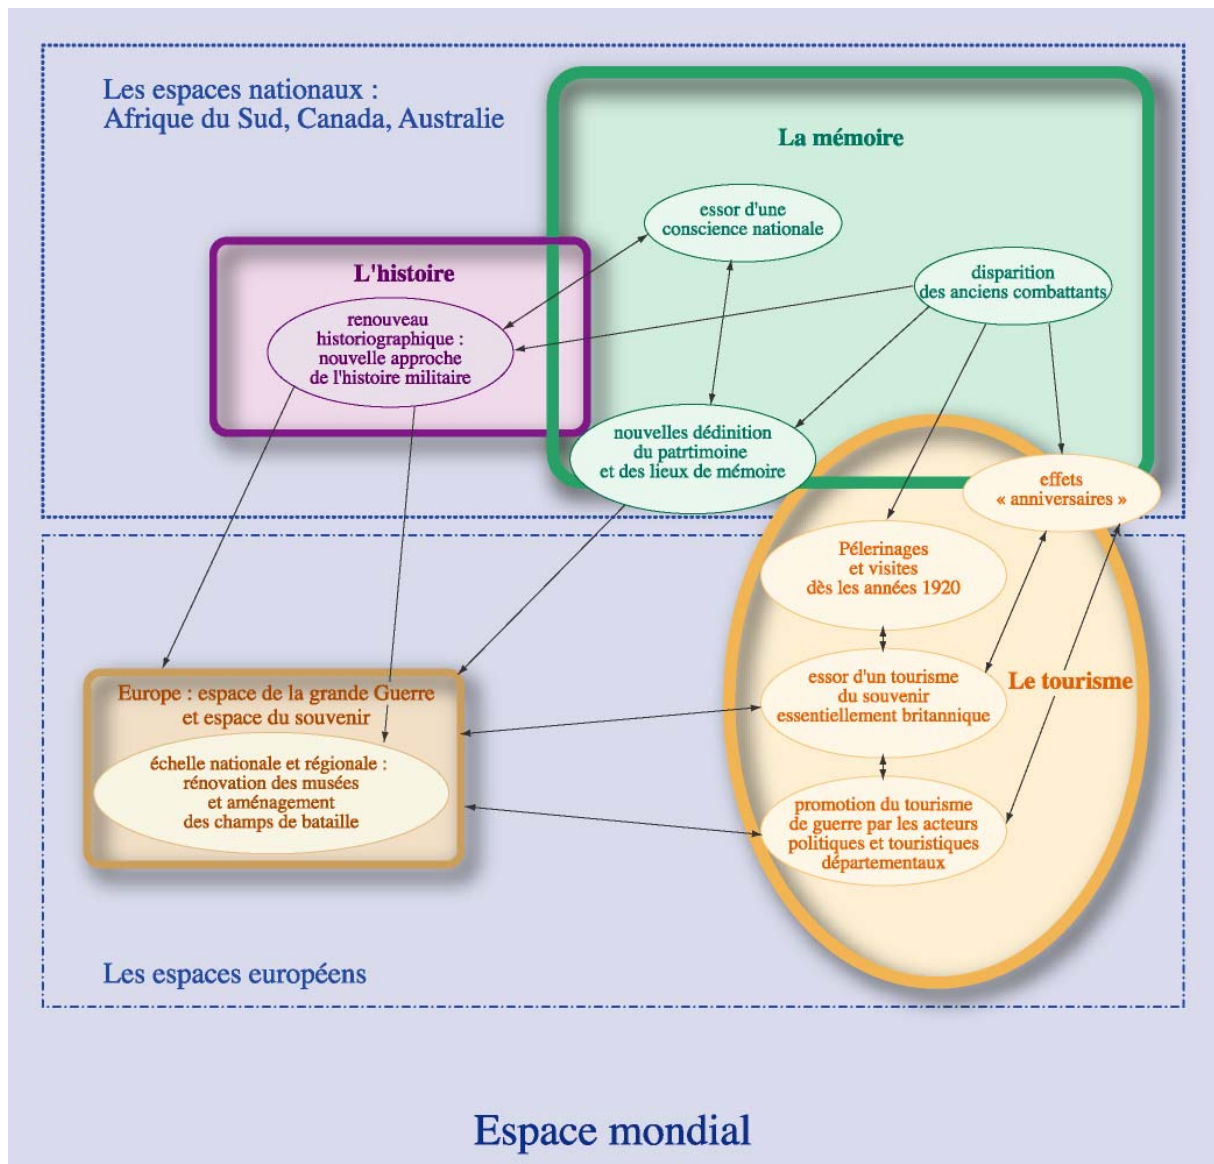 Les espaces nationaux :
Afrique du Sud, Canada, Australie
La mémoire
essor d'une
conscience nationale
L'histoire
disparition
des anciens combattants
renouveau
historiographique :
nouvelle approche
de l'histoire militaire
nouvelles dédinition
du patrtimoine
et des lieux de mémoire
effets
« anniversaires »
Pélerinages
et visites
dès les années 1920
essor d'un tourisme
du souvenir
essentiellement britannique
Le tourisme
Europe : espace de la grande Guerre
et espace du souvenir
échelle nationale et régionale :
rénovation des musées
et aménagement
des champs de bataille
promotion du tourisme
de guerre par les acteurs
politiques et touristiques
départementaux
Les espaces européens
Espace mondial